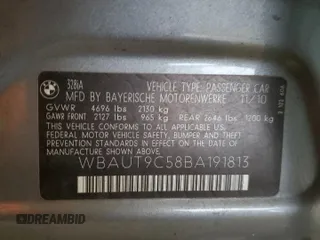 328iA
VEHICLE TYPE: PASSENGER CAR
MFD BY BAYERISCHE MOTORENWERKE 11/10
GVWR 4696 lbs 2130 kg
GAWR FRONT 2127 lbs 965 kg REAR 2646 lbs 1200 kg
THIS VEHICLE CONFORMS TO ALL APPLICABLE U.S.
FEDERAL MOTOR VEHICLE SAFETY, BUMPER, AND
THEFT PREVENTION STANDARDS IN EFFECT ON THE
DATE OF MANUFACTURE SHOWN ABOVE.
WBAUT9C58BA191813
DREAMBID